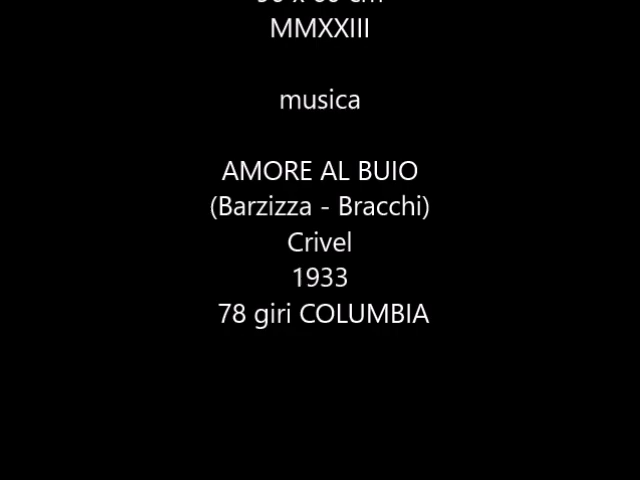 MMXXIII
musica
AMORE AL BUIO
(Barzizza - Bracchi)
Crivel
1933
78 giri COLUMBIA